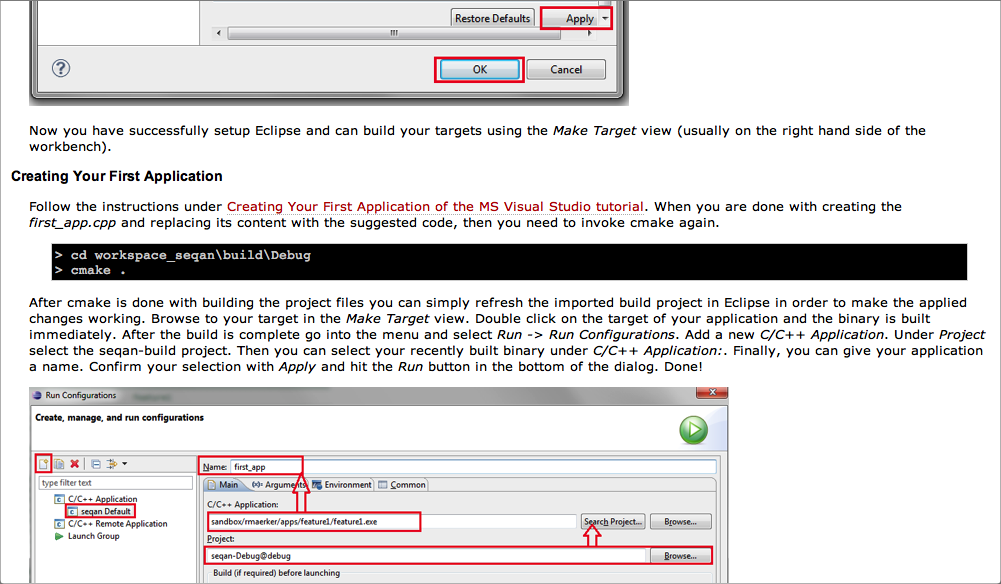 Restore Defaults Apply
OK Cancel
Now you have successfully setup Eclipse and can build your targets using the Make Target view (usually on the right hand side of the
workbench).
Creating Your First Application
Follow the instructions under Creating Your First Application of the MS Visual Studio tutorial. When you are done with creating the
first_app.cpp and replacing its content with the suggested code, then you need to invoke cmake again.
> cd workspace_seqan\build\Debug
> cmake .
After cmake is done with building the project files you can simply refresh the imported build project in Eclipse in order to make the applied
changes working. Browse to your target in the Make Target view. Double click on the target of your application and the binary is built
immediately. After the build is complete go into the menu and select Run -> Run Configurations. Add a new C/C++ Application. Under Project
select the seqan-build project. Then you can select your recently built binary under C/C++ Application:. Finally, you can give your application
a name. Confirm your selection with Apply and hit the Run button in the bottom of the dialog. Done!
Run Configurations
Create, manage, and run configurations
Name: first_app
type filter text
Main Arguments Environment Common
C/C++ Application
seqan Default
C/C++ Remote Application
Launch Group
C/C++ Application:
sandbox/rmaerker/apps/feature1/feature1.exe Search Project... Browse...
Project:
seqan-Debug@debug Browse...
Build (if required) before launching